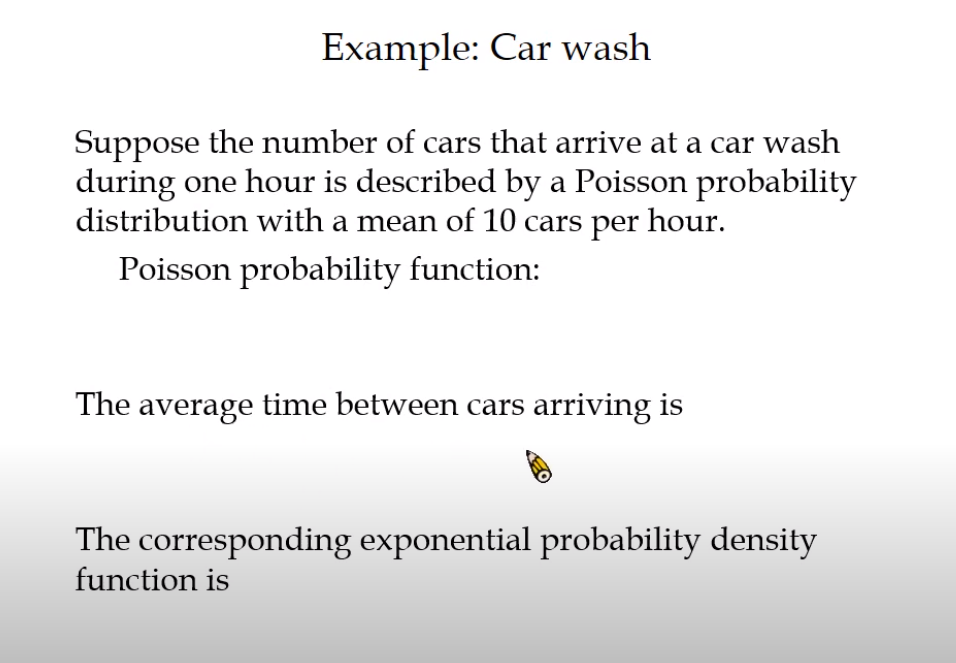 Example: Car wash
Suppose the number of cars that arrive at a car wash
during one hour is described by a Poisson probability
distribution with a mean of 10 cars per hour.
Poisson probability function:
The average time between cars arriving is
The corresponding exponential probability density
function is